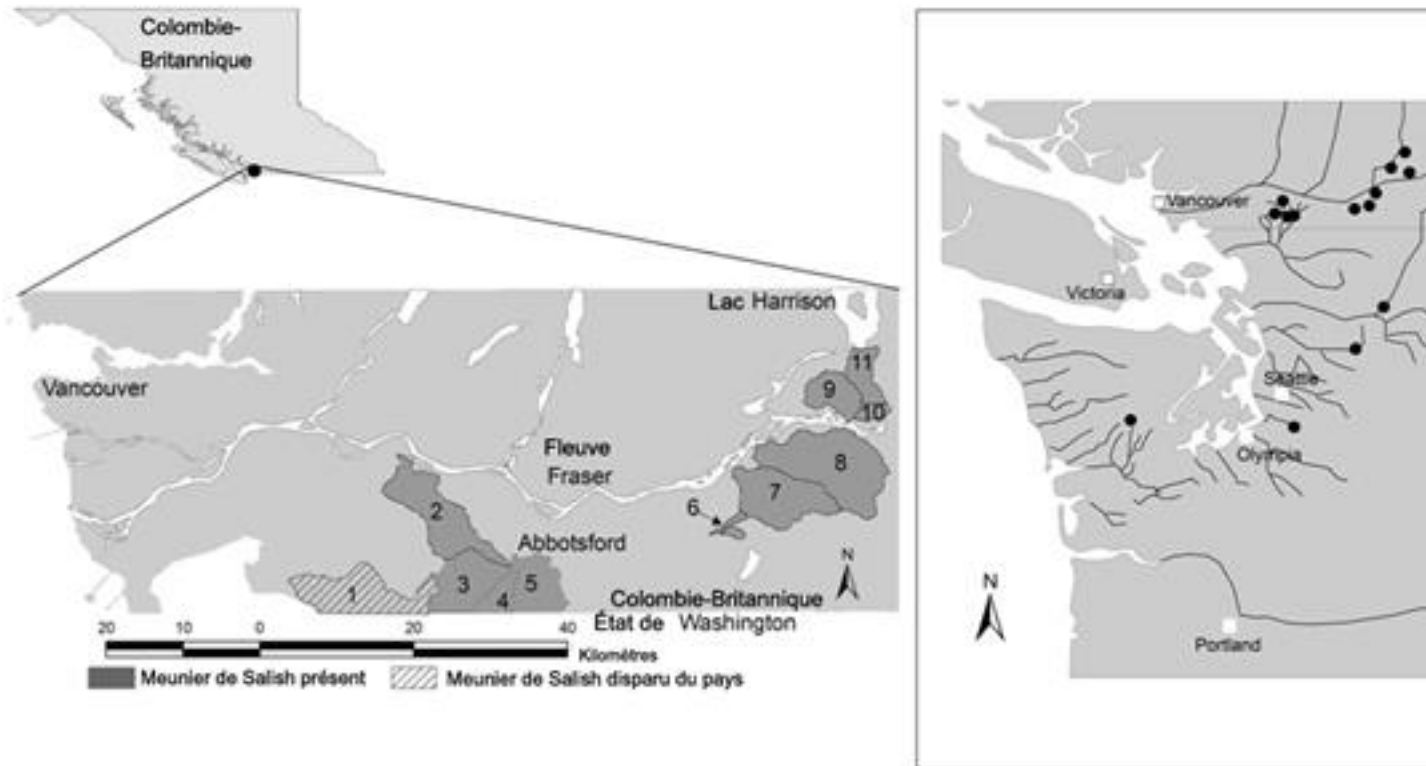 Colombie-
Britannique
Lac Harrison
Vancouver
11
9
10
Fleuve
Fraser
8
7
6
2
Abbotsford
1
3
5
4
N
Colombie-Britannique
État de Washington
20 10 0 20 40
Kilomètres
Meunier de Salish présent
Meunier de Salish disparu du pays
Vancouver
Victoria
Seattle
Olympia
N
Portland